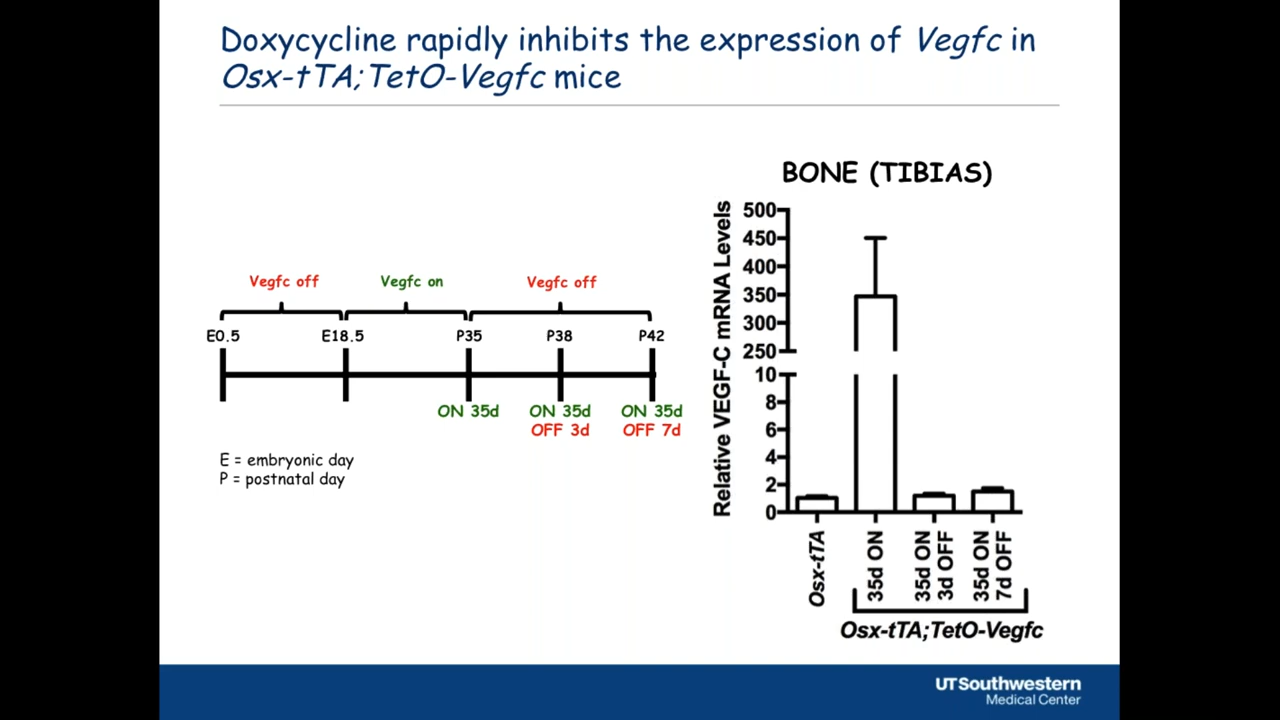 Doxycycline rapidly inhibits the expression of Vegfc in
Osx-tTA;TetO-Vegfc mice
Vegfc off Vegfc on Vegfc off
E0.5 E18.5 P35 P38 P42
ON 35d ON 35d ON 35d
OFF 3d OFF 7d
E = embryonic day
P = postnatal day
BONE (TIBIAS)
Relative VEGF-C mRNA Levels
500
450
400
350
300
250
10
8
6
4
2
0
Osx-tTA
35d ON
35d ON
3d OFF
35d ON
7d OFF
Osx-tTA;TetO-Vegfc
UTSouthwestern
Medical Center